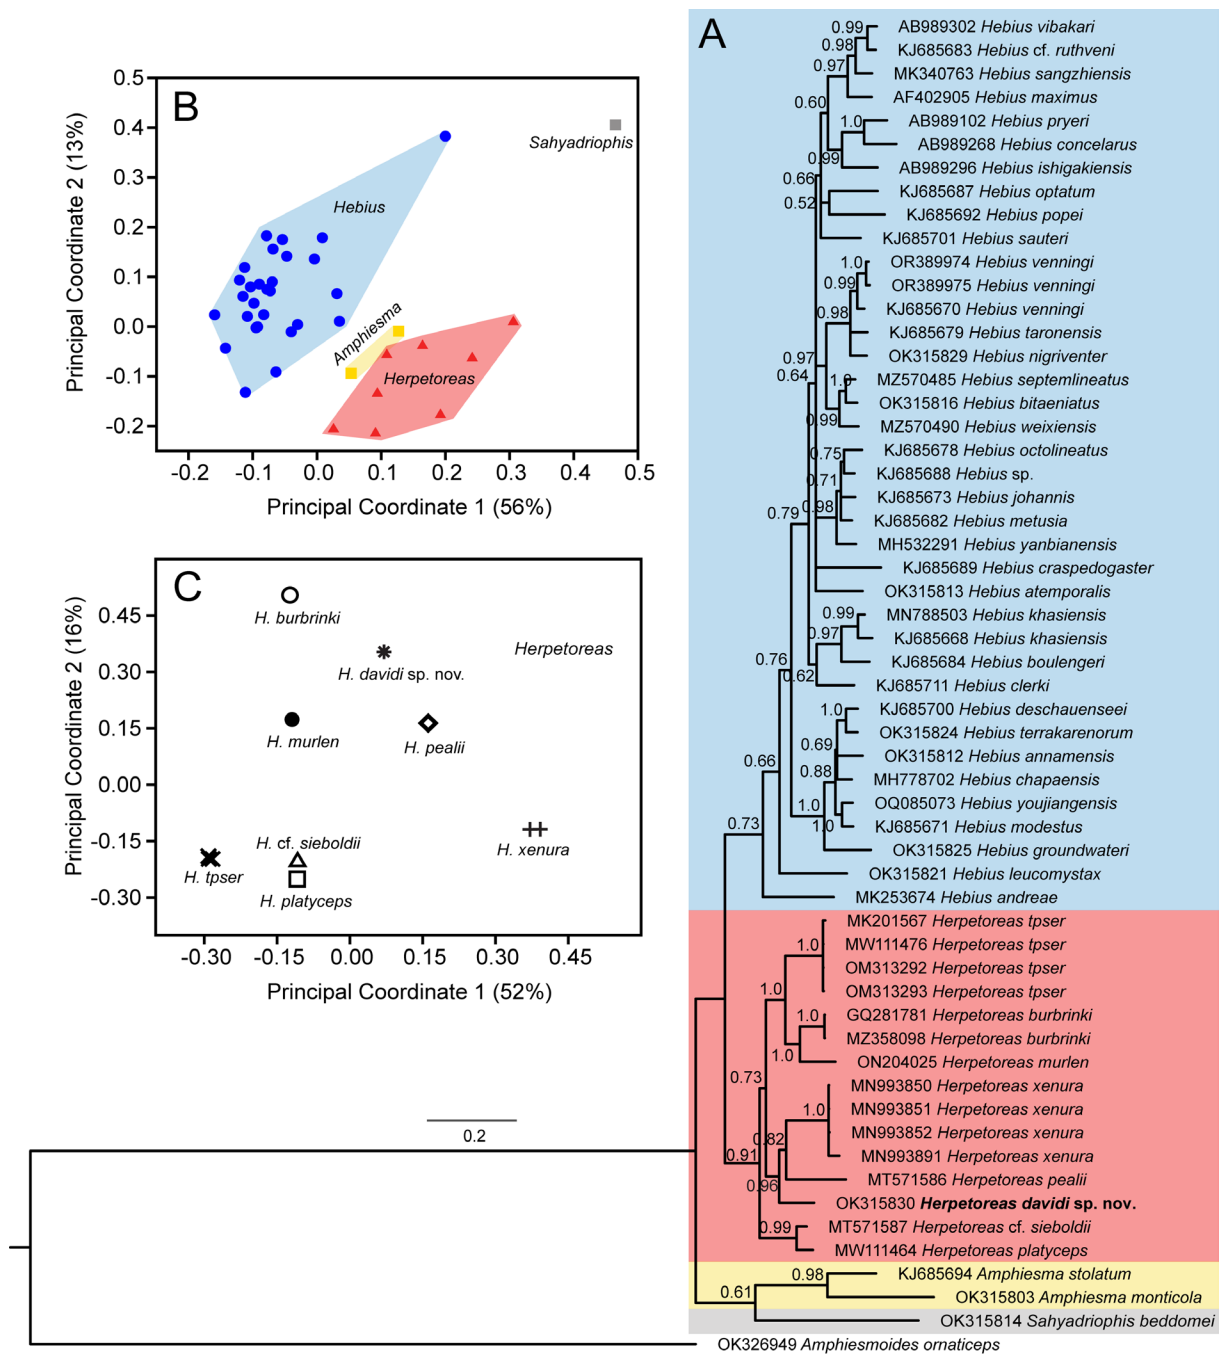 A
0.99
AB989302 Hebius vibakari
0.98
KJ685683 Hebius cf. ruthveni
0.97
MK340763 Hebius sangzhiensis
AF402905 Hebius maximus
0.60
1.0
AB989102 Hebius pryeri
AB989268 Hebius concelarus
0.99
AB989296 Hebius ishigakiensis
0.66
KJ685687 Hebius optatum
0.52
KJ685692 Hebius popei
KJ685701 Hebius sauteri
1.0
OR389974 Hebius venningi
0.99
OR389975 Hebius venningi
0.98
KJ685670 Hebius venningi
KJ685679 Hebius taronensis
0.97
OK315829 Hebius nigriventer
0.64
1.0
MZ570485 Hebius septemlineatus
OK315816 Hebius bitaeniatus
0.99
MZ570490 Hebius weixiensis
0.75
KJ685678 Hebius octolineatus
0.71
KJ685688 Hebius sp.
KJ685673 Hebius johannis
0.98
0.79
KJ685682 Hebius metusia
MH532291 Hebius yanbianensis
KJ685689 Hebius craspedogaster
OK315813 Hebius atemporalis
0.99
MN788503 Hebius khasiensis
0.97
KJ685668 Hebius khasiensis
0.76
KJ685684 Hebius boulengeri
0.62
KJ685711 Hebius clerki
1.0
KJ685700 Hebius deschauenseei
OK315824 Hebius terrakarenorum
0.69
0.66
OK315812 Hebius annamensis
0.88
MH778702 Hebius chapaensis
1.0
OQ085073 Hebius youjiangensis
0.73
1.0
KJ685671 Hebius modestus
OK315825 Hebius groundwateri
OK315821 Hebius leucomystax
MK253674 Hebius andreae
MK201567 Herpetoreas tpser
1.0
MW111476 Herpetoreas tpser
OM313292 Herpetoreas tpser
1.0
OM313293 Herpetoreas tpser
1.0
GQ281781 Herpetoreas burbrinki
MZ358098 Herpetoreas burbrinki
1.0
ON204025 Herpetoreas murlen
0.73
MN993850 Herpetoreas xenura
1.0
MN993851 Herpetoreas xenura
0.82
MN993852 Herpetoreas xenura
0.91
MN993891 Herpetoreas xenura
0.96
MT571586 Herpetoreas pealii
OK315830 Herpetoreas davidi sp. nov.
0.99
MT571587 Herpetoreas cf. sieboldii
MW111464 Herpetoreas platyceps
0.98
KJ685694 Amphiesma stolatum
0.61
OK315803 Amphiesma monticola
OK315814 Sahyadriophis beddomei
OK326949 Amphiesmoides ornaticeps
0.2
B
Principal Coordinate 2 (13%)
0.5
0.4
0.3
0.2
0.1
0.0
-0.1
-0.2
Sahyadriophis
Hebius
Amphiesma
Herpetoreas
-0.2
-0.1
0.0
0.1
0.2
0.3
0.4
0.5
Principal Coordinate 1 (56%)
C
Principal Coordinate 2 (16%)
0.45
0.30
0.15
0.00
-0.15
-0.30
H. burbrinki
Herpetoreas
H. davidi sp. nov.
H. murlen
H. pealii
H. cf. sieboldii
H. xenura
H. tpser
H. platyceps
-0.30
-0.15
0.00
0.15
0.30
0.45
Principal Coordinate 1 (52%)